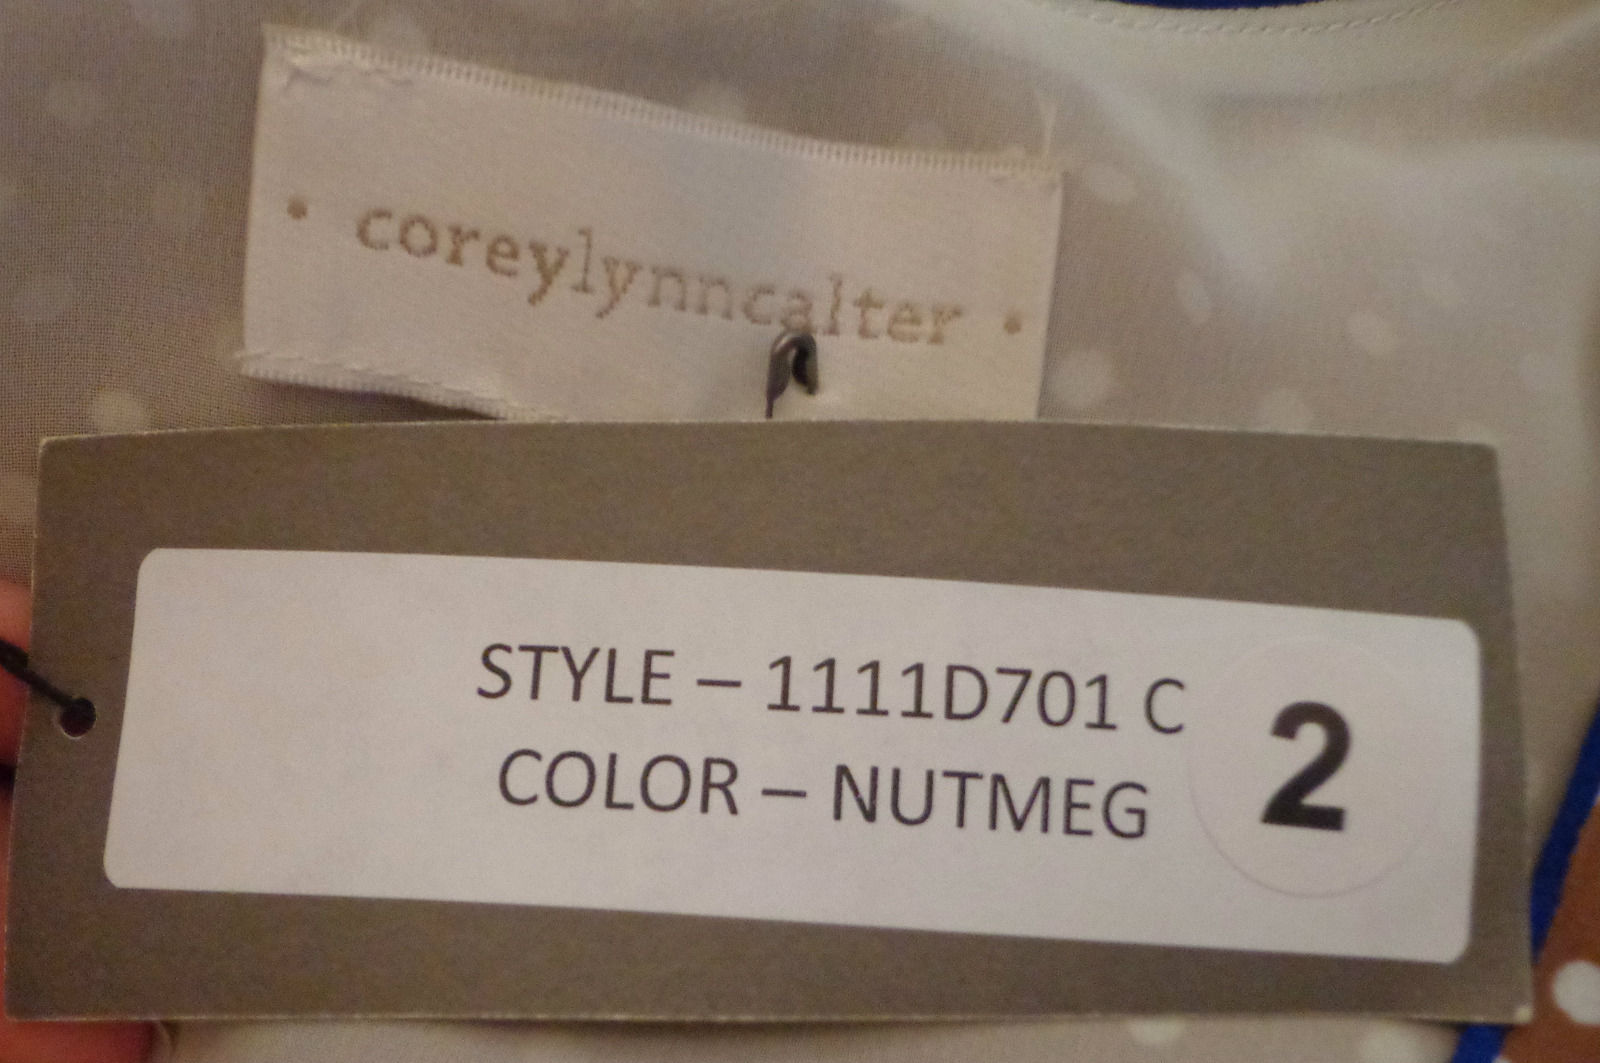 • coreylynncalter •
STYLE – 1111D701 C
COLOR – NUTMEG
2